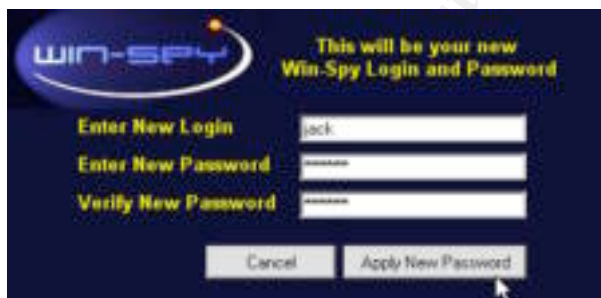 WIN-SPY
This will be your new
Win-Spy Login and Password
Enter New Login
jack
Enter New Password
Verify New Password
Cancel
Apply New Password